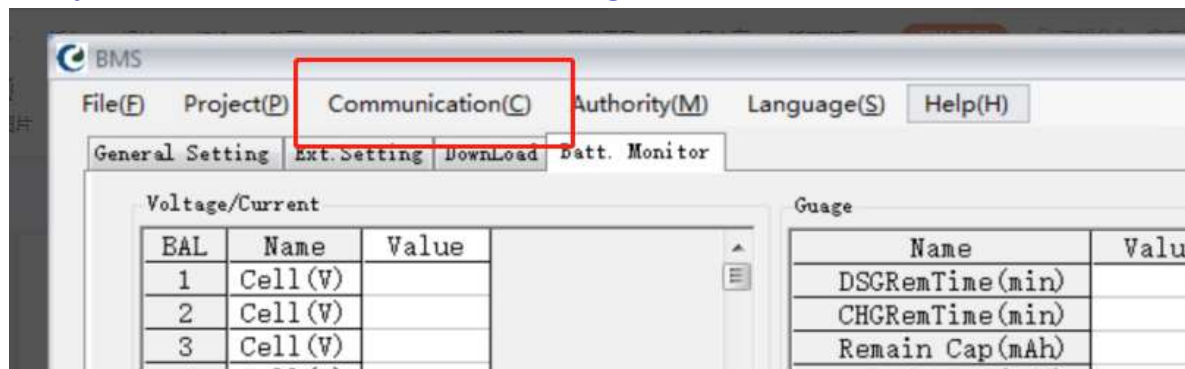 BMS
File(F) Project(P) Communication(C) Authority(M) Language(S) Help(H)
General Setting Ext.Setting DownLoad Batt. Monitor
Voltage/Current Guage
BAL Name Value Name
1 Cell(V) DSGRemTime(min)
2 Cell(V) CHGRemTime(min)
3 Cell(V) Remain Cap(mAh)